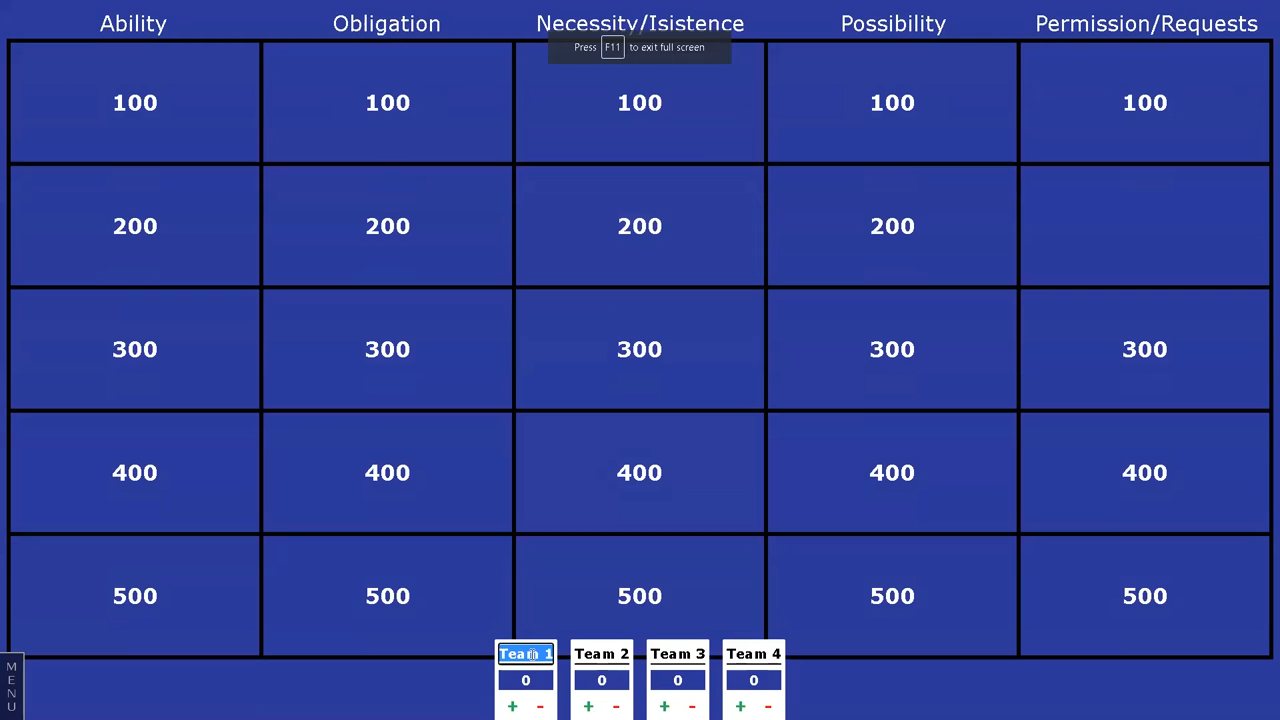 Ability Obligation Necessity/Isistence Possibility Permission/Requests
Press F11 to exit full screen
100 100 100 100 100
200 200 200 200
300 300 300 300 300
400 400 400 400 400
500 500 500 500 500
Team 1 Team 2 Team 3 Team 4
0 0 0 0
+ - + - + - + -
MENU